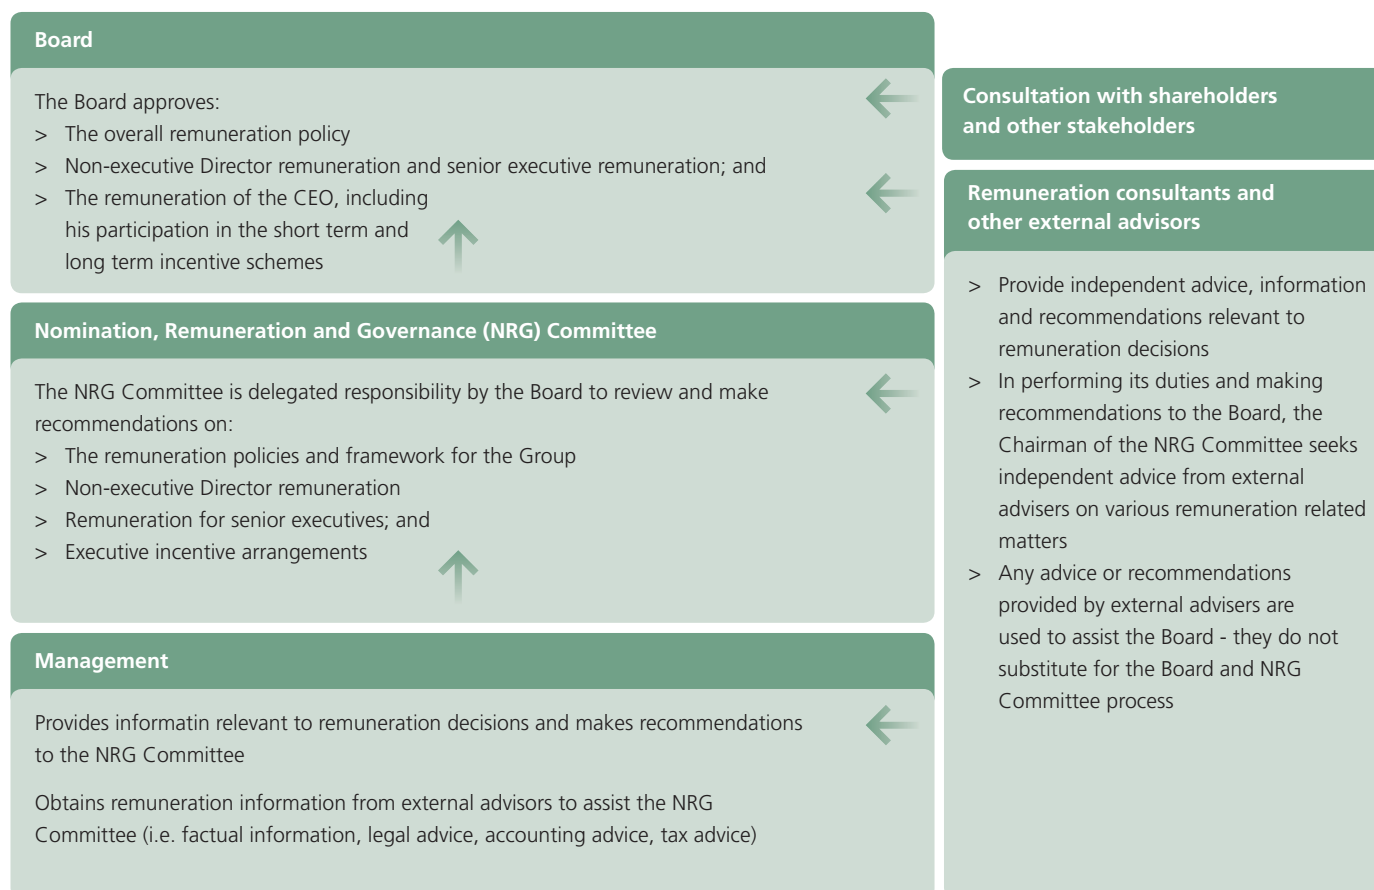 Board
The Board approves:
> The overall remuneration policy
> Non-executive Director remuneration and senior executive remuneration; and
> The remuneration of the CEO, including
his participation in the short term and
long term incentive schemes
Nomination, Remuneration and Governance (NRG) Committee
The NRG Committee is delegated responsibility by the Board to review and make
recommendations on:
> The remuneration policies and framework for the Group
> Non-executive Director remuneration
> Remuneration for senior executives; and
> Executive incentive arrangements
Management
Provides informatin relevant to remuneration decisions and makes recommendations
to the NRG Committee
Obtains remuneration information from external advisors to assist the NRG
Committee (i.e. factual information, legal advice, accounting advice, tax advice)
Consultation with shareholders
and other stakeholders
Remuneration consultants and
other external advisors
> Provide independent advice, information
and recommendations relevant to
remuneration decisions
> In performing its duties and making
recommendations to the Board, the
Chairman of the NRG Committee seeks
independent advice from external
advisers on various remuneration related
matters
> Any advice or recommendations
provided by external advisers are
used to assist the Board - they do not
substitute for the Board and NRG
Committee process